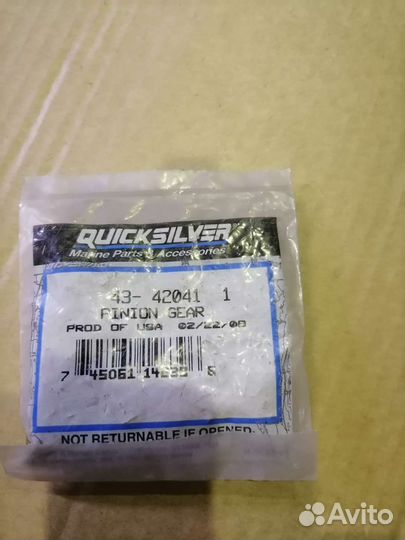 QUICKSILVER
Marine Parts & Accessories
43- 42041 1
PINION GEAR
PROD OF USA 02/22/08
7 45061
NOT RETURNABLE IF OPENED
Avito